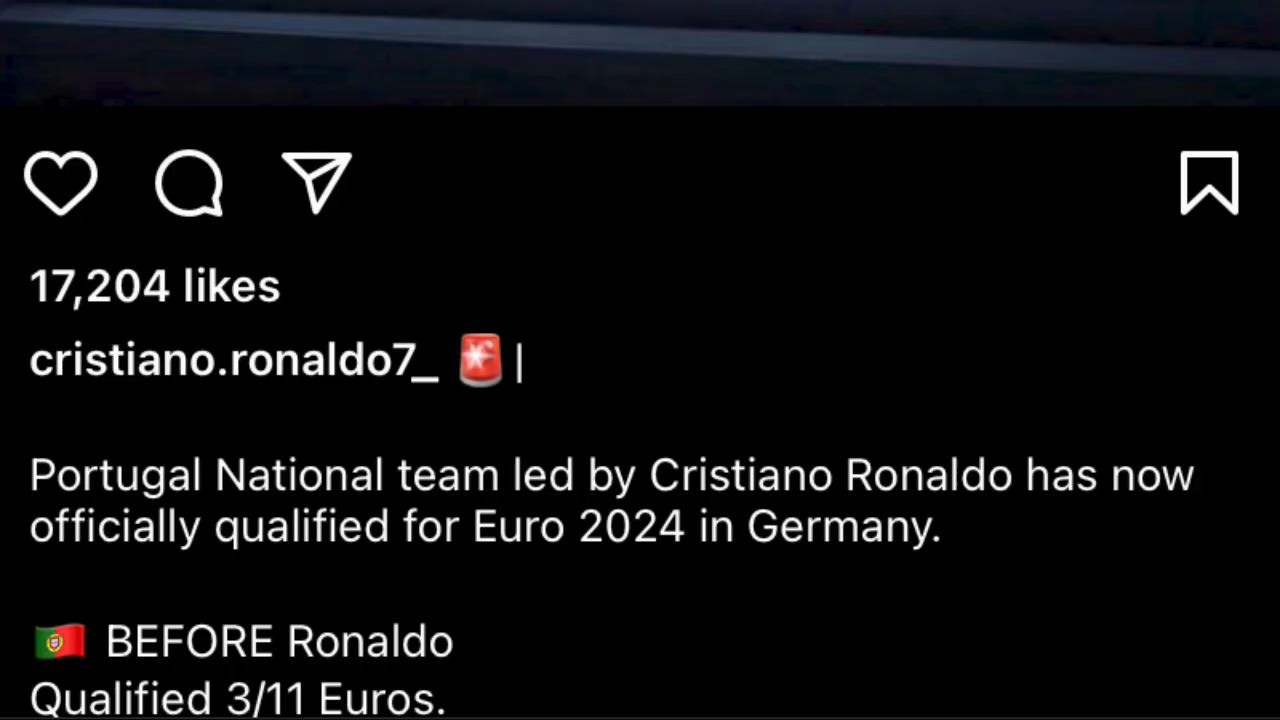 17,204 likes
cristiano.ronaldo7_ 🚨 |
Portugal National team led by Cristiano Ronaldo has now
officially qualified for Euro 2024 in Germany.
🇵🇹 BEFORE Ronaldo
Qualified 3/11 Euros.